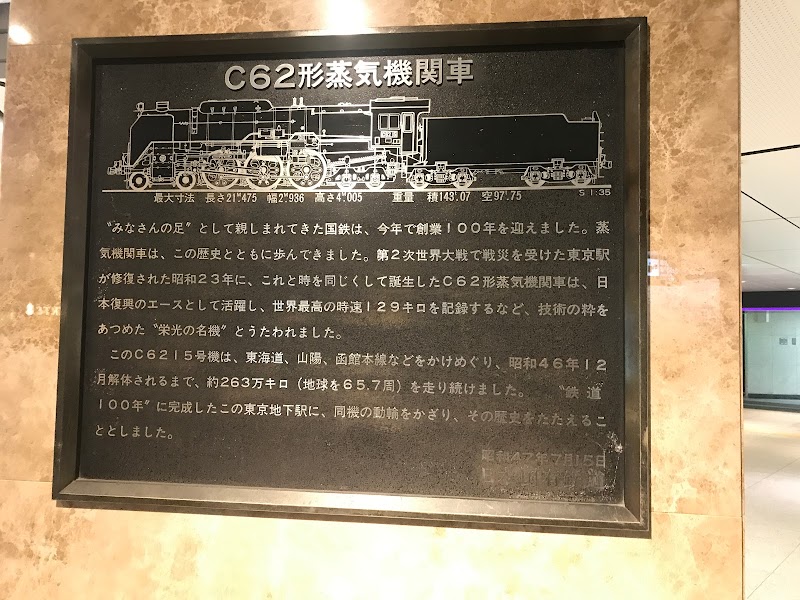 C62形蒸気機関車
最大寸法 長さ21.475 幅2.936 高さ4.005 重量 積143.07 空97.75
S 1:35
〝みなさんの足〟として親しまれてきた国鉄は、今年で創業100年を迎えました。蒸
気機関車は、この歴史とともに歩んできました。第2次世界大戦で戦災を受けた東京駅
が修復された昭和23年に、これと時を同じくして誕生したC62形蒸気機関車は、日
本復興のエースとして活躍し、世界最高の時速129キロを記録するなど、技術の粋を
あつめた〝栄光の名機〟とうたわれました。
このC6215号機は、東海道、山陽、函館本線などをかけめぐり、昭和46年12
月解体されるまで、約263万キロ（地球を65.7周）を走り続けました。 〝鉄道
100年〟に完成したこの東京地下駅に、同機の動輪をかざり、その歴史をたたえるこ
ととしました。
昭和47年7月15日